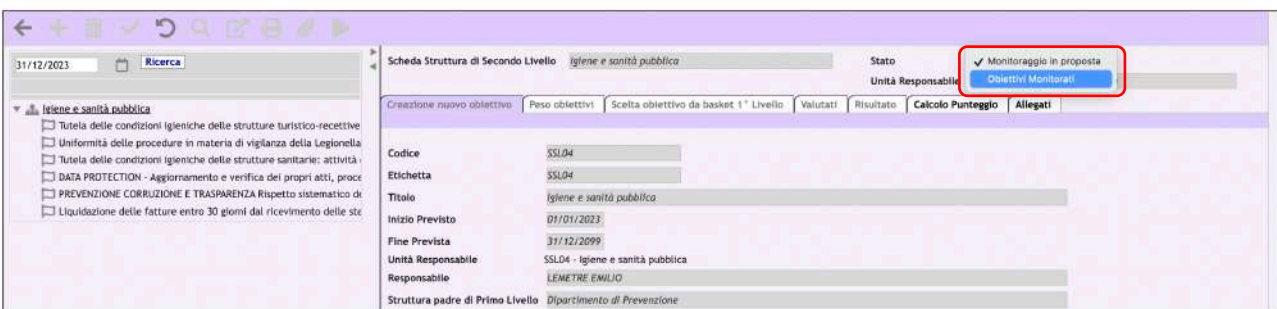 31/12/2023 Ricerca
Igiene e sanità pubblica
Tutela delle condizioni igieniche delle strutture turistico-recettive
Uniformità delle procedure in materia di vigilanza della Legionella
Tutela delle condizioni igieniche delle strutture sanitarie: attività
DATA PROTECTION - Aggiornamento e verifica dei propri atti, proce
PREVENZIONE CORRUZIONE E TRASPARENZA Rispetto sistematico de
Liquidazione delle fatture entro 30 giorni dal ricevimento delle ste
Scheda Struttura di Secondo Livello Igiene e sanità pubblica Stato ✓ Monitoraggio in proposta
Unità Responsabile Obiettivi Monitorati
Creazione nuovo obiettivo Peso obiettivi Scelta obiettivo da basket 1° Livello Valutati Risultato Calcolo Punteggio Allegati
Codice SSL04
Etichetta SSL04
Titolo Igiene e sanità pubblica
Inizio Previsto 01/01/2023
Fine Prevista 31/12/2099
Unità Responsabile SSL04 - Igiene e sanità pubblica
Responsabile LEMETRE EMILIO
Struttura padre di Primo Livello Dipartimento di Prevenzione